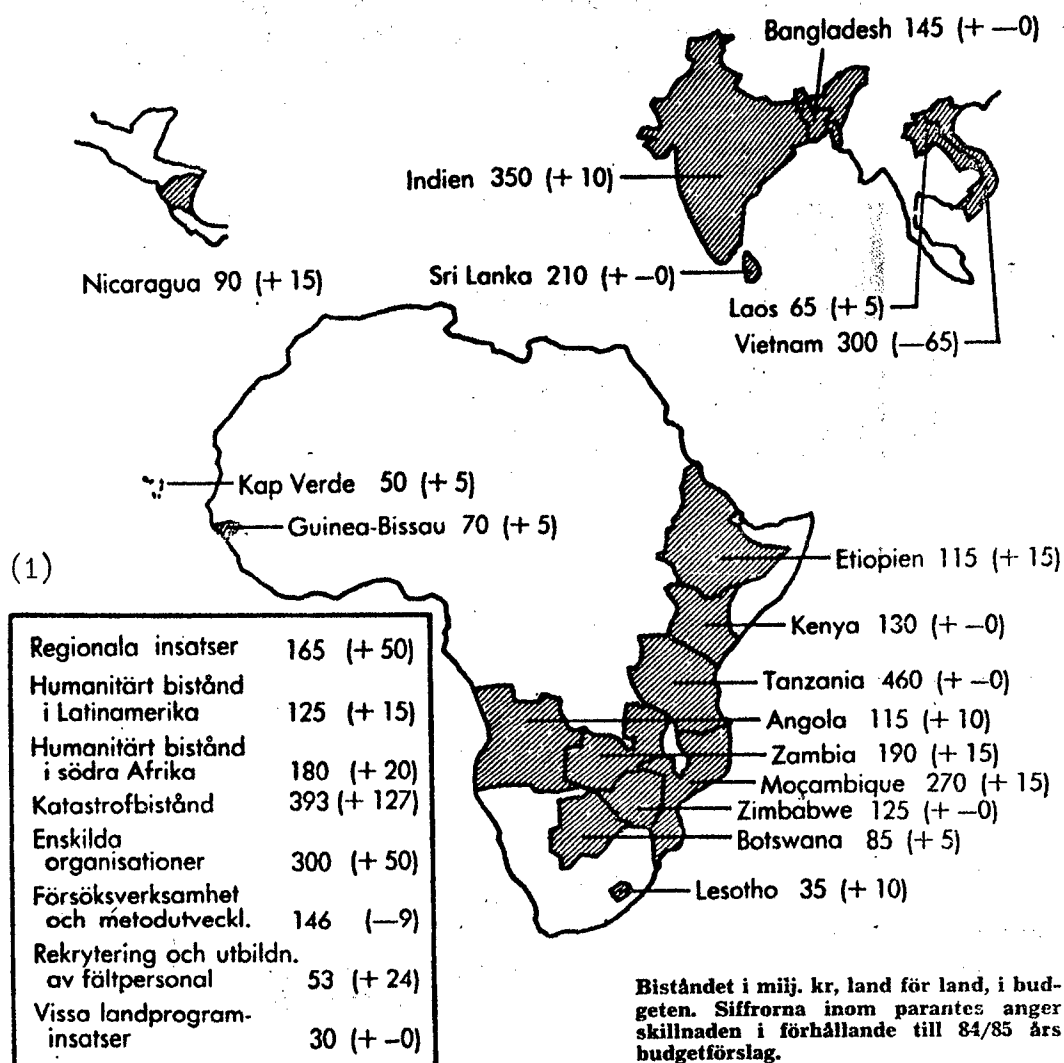 Bangladesh 145 (+ —0)
Indien 350 (+ 10)
Nicaragua 90 (+ 15)
Sri Lanka 210 (+ —0)
Laos 65 (+ 5)
Vietnam 300 (—65)
Kap Verde 50 (+ 5)
Guinea-Bissau 70 (+ 5)
Etiopien 115 (+ 15)
Kenya 130 (+ —0)
Tanzania 460 (+ —0)
Angola 115 (+ 10)
Zambia 190 (+ 15)
Moçambique 270 (+ 15)
Zimbabwe 125 (+ —0)
Botswana 85 (+ 5)
Lesotho 35 (+ 10)
(1)
Regionala insatser 165 (+ 50)
Humanitärt bistånd
i Latinamerika 125 (+ 15)
Humanitärt bistånd
i södra Afrika 180 (+ 20)
Katastrofbistånd 393 (+ 127)
Enskilda
organisationer 300 (+ 50)
Försöksverksamhet
och metodutveckl. 146 (—9)
Rekrytering och utbildn.
av fältpersonal 53 (+ 24)
Vissa landprogram-
insatser 30 (+ —0)
Biståndet i milj. kr, land för land, i bud-
geten. Siffrorna inom parantes anger
skillnaden i förhållande till 84/85 års
budgetförslag.